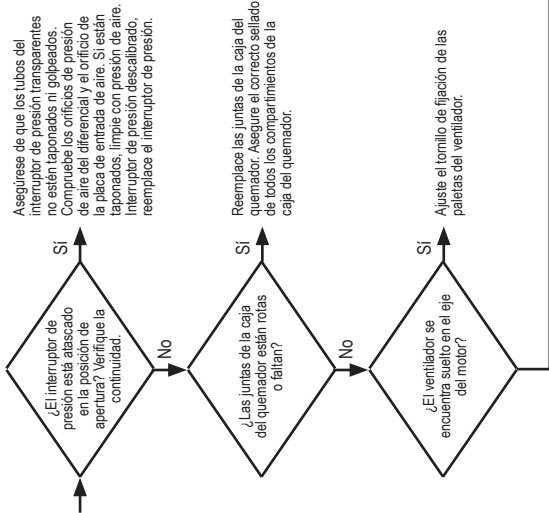 ¿El interruptor de
presión está atascado
en la posición de
apertura? Verifique la
continuidad.
Sí
Asegúrese de que los tubos del
interruptor de presión transparentes
no estén taponados ni golpeados.
Compruebe los orificios de presión
de aire del diferencial y el orificio de
la placa de entrada de aire. Si están
taponados, limpie con presión de aire.
Interruptor de presión descalibrado,
reemplace el interruptor de presión.
No
¿Las juntas de la caja
del quemador están rotas
o faltan?
Sí
Reemplace las juntas de la caja del
quemador. Asegure el correcto sellado
de todos los compartimientos de la
caja del quemador.
No
¿El ventilador se
encuentra suelto en el eje
del motor?
Sí
Ajuste el tornillo de fijación de las
paletas del ventilador.